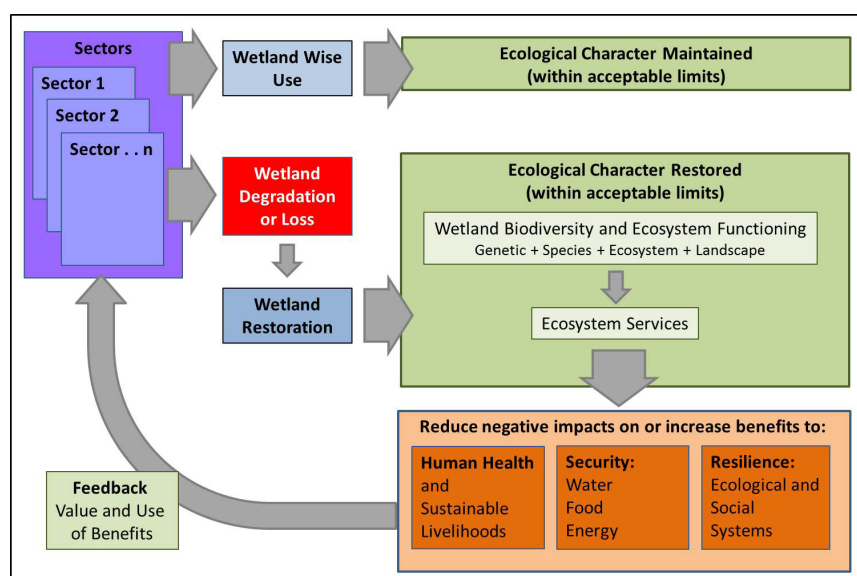 Sectors
Sector 1
Sector 2
Sector . . n
Wetland Wise
Use
Ecological Character Maintained
(within acceptable limits)
Wetland
Degradation
or Loss
Wetland
Restoration
Ecological Character Restored
(within acceptable limits)
Wetland Biodiversity and Ecosystem Functioning
Genetic + Species + Ecosystem + Landscape
Ecosystem Services
Reduce negative impacts on or increase benefits to:
Human Health
and
Sustainable
Livelihoods
Security:
Water
Food
Energy
Resilience:
Ecological and
Social
Systems
Feedback
Value and Use
of Benefits